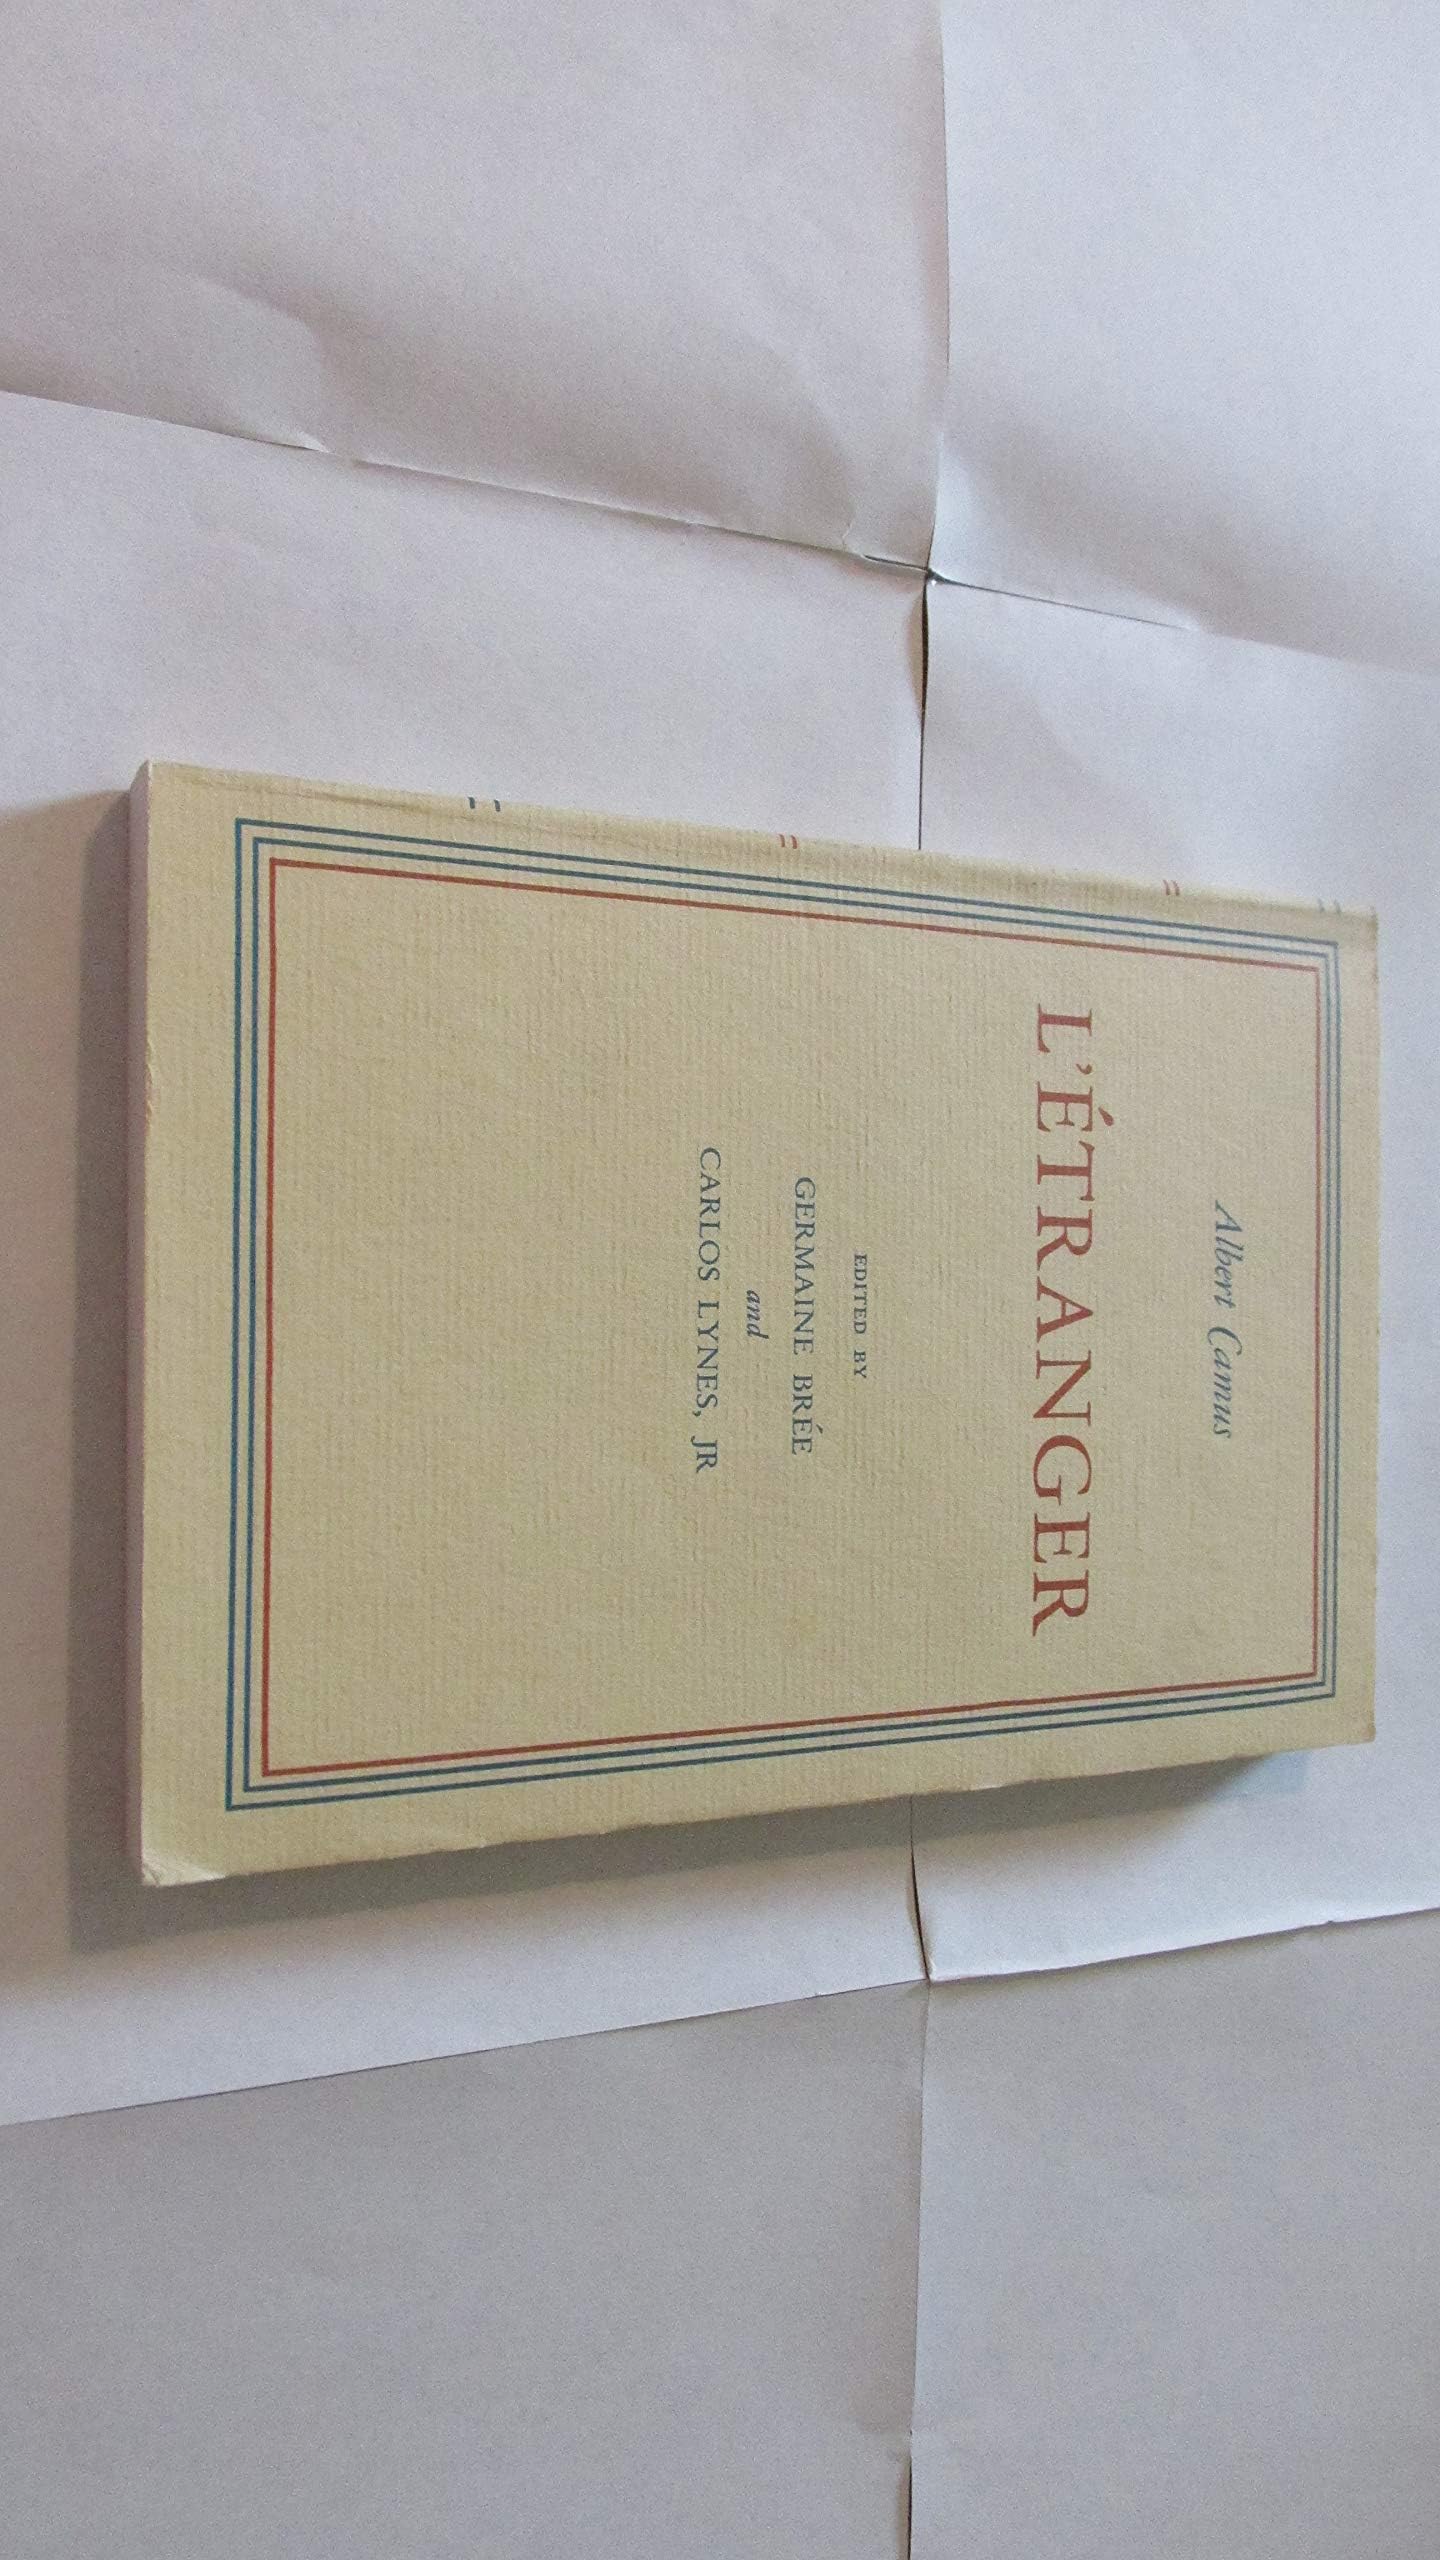 Albert Camus
L'ÉTRANGER
EDITED BY
GERMAINE BRÉE
and
CARLOS LYNES, JR